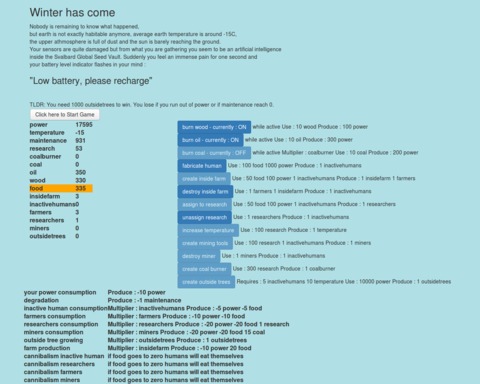 Winter has come
Nobody is remaining to know what happened,
but earth is not exactly habitable anymore, average earth temperature is around -15C,
the upper athmosphere is full of dust and the sun is barely reaching the ground.
Your sensors are quite damaged but from what you are gathering you seem to be an artificial intelligence
inside the Svalbard Global Seed Vault. Suddenly you feel an immense pain for one second and
your battery level indicator flashes in your mind :
"Low battery, please recharge"
TLDR: You need 1000 outsidetrees to win. You lose if you run out of power or if maintenance reach 0.
Click here to Start Game
power 17595
temperature -15
maintenance 931
research 53
coalburner 0
coal 0
oil 350
wood 330
food 335
insidefarm 3
inactivehumans0
farmers 3
researchers 1
miners 0
outsidetrees 0
burn wood - currently : ON while active Use : 10 wood Produce : 100 power
burn oil - currently : ON while active Use : 10 oil Produce : 300 power
burn coal - currently : OFF while active Multiplier : coalburner Use : 10 coal Produce : 200 power
fabricate human Use : 100 food 1000 power Produce : 1 inactivehumans
create inside farm Use : 50 food 100 power 1 inactivehumans Produce : 1 insidefarm 1 farmers
destroy inside farm Use : 1 farmers 1 insidefarm Produce : 1 inactivehumans
assign to research Use : 50 food 100 power 1 inactivehumans Produce : 1 researchers
unassign research Use : 1 researchers Produce : 1 inactivehumans
increase temperature Use : 100 research Produce : 1 temperature
create mining tools Use : 100 research 1 inactivehumans Produce : 1 miners
destroy miner Use : 1 miners Produce : 1 inactivehumans
create coal burner Use : 300 research Produce : 1 coalburner
create outside trees Requires : 5 inactivehumans 10 temperature Use : 10000 power Produce : 1 outsidetrees
your power consumption Produce : -10 power
degradation Produce : -1 maintenance
inactive human consumption Multiplier : inactivehumans Produce : -5 power -5 food
farmers consumption Multiplier : farmers Produce : -10 power -10 food
researchers consumption Multiplier : researchers Produce : -20 power -20 food 1 research
miners consumption Multiplier : miners Produce : -20 power -20 food 15 coal
outside tree growing Multiplier : outsidetrees Produce : 1 outsidetrees
farm production Multiplier : insidefarm Produce : -10 power 20 food
cannibalism inactive human if food goes to zero humans will eat themselves
cannibalism researchers if food goes to zero humans will eat themselves
cannibalism farmers if food goes to zero humans will eat themselves
cannibalism miners if food goes to zero humans will eat themselves